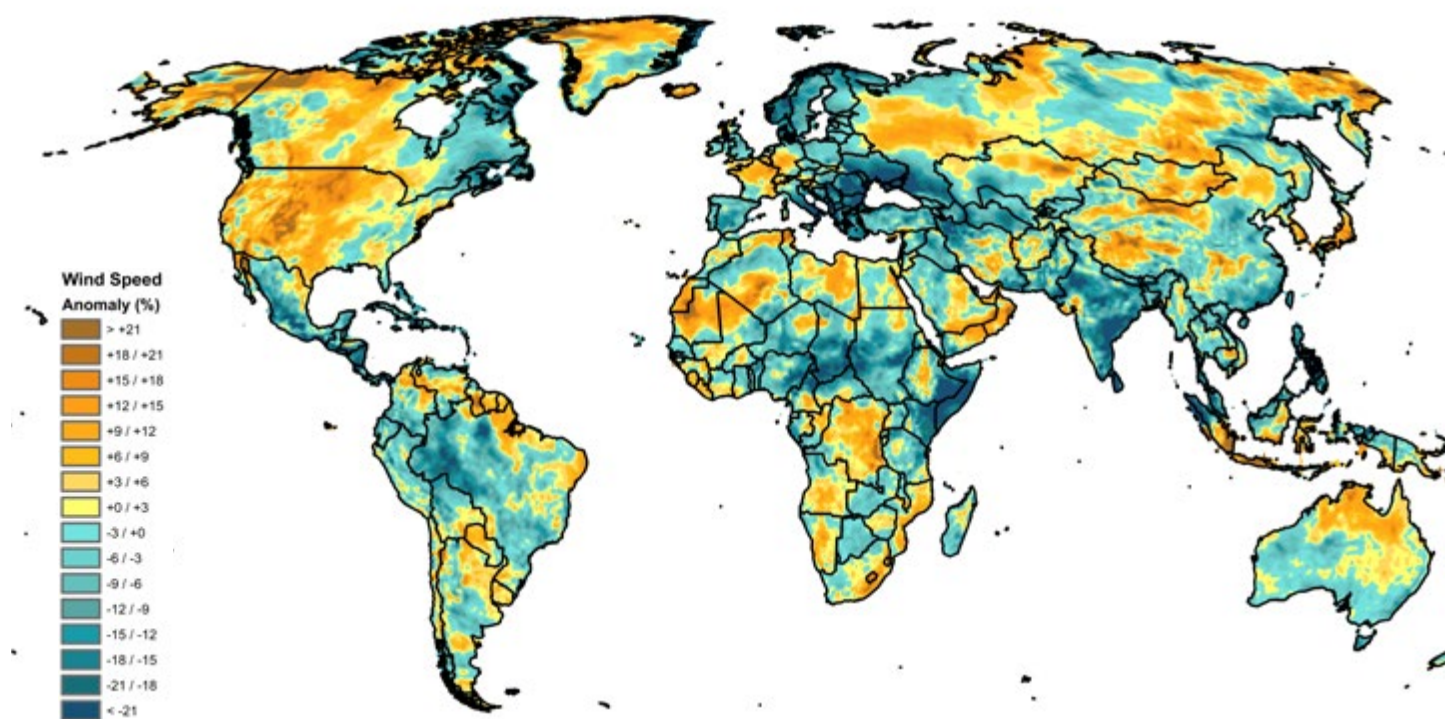 Wind Speed
Anomaly (%)
> +21
+18 / +21
+15 / +18
+12 / +15
+9 / +12
+6 / +9
+3 / +6
+0 / +3
-3 / +0
-6 / -3
-9 / -6
-12 / -9
-15 / -12
-18 / -15
-21 / -18
< -21